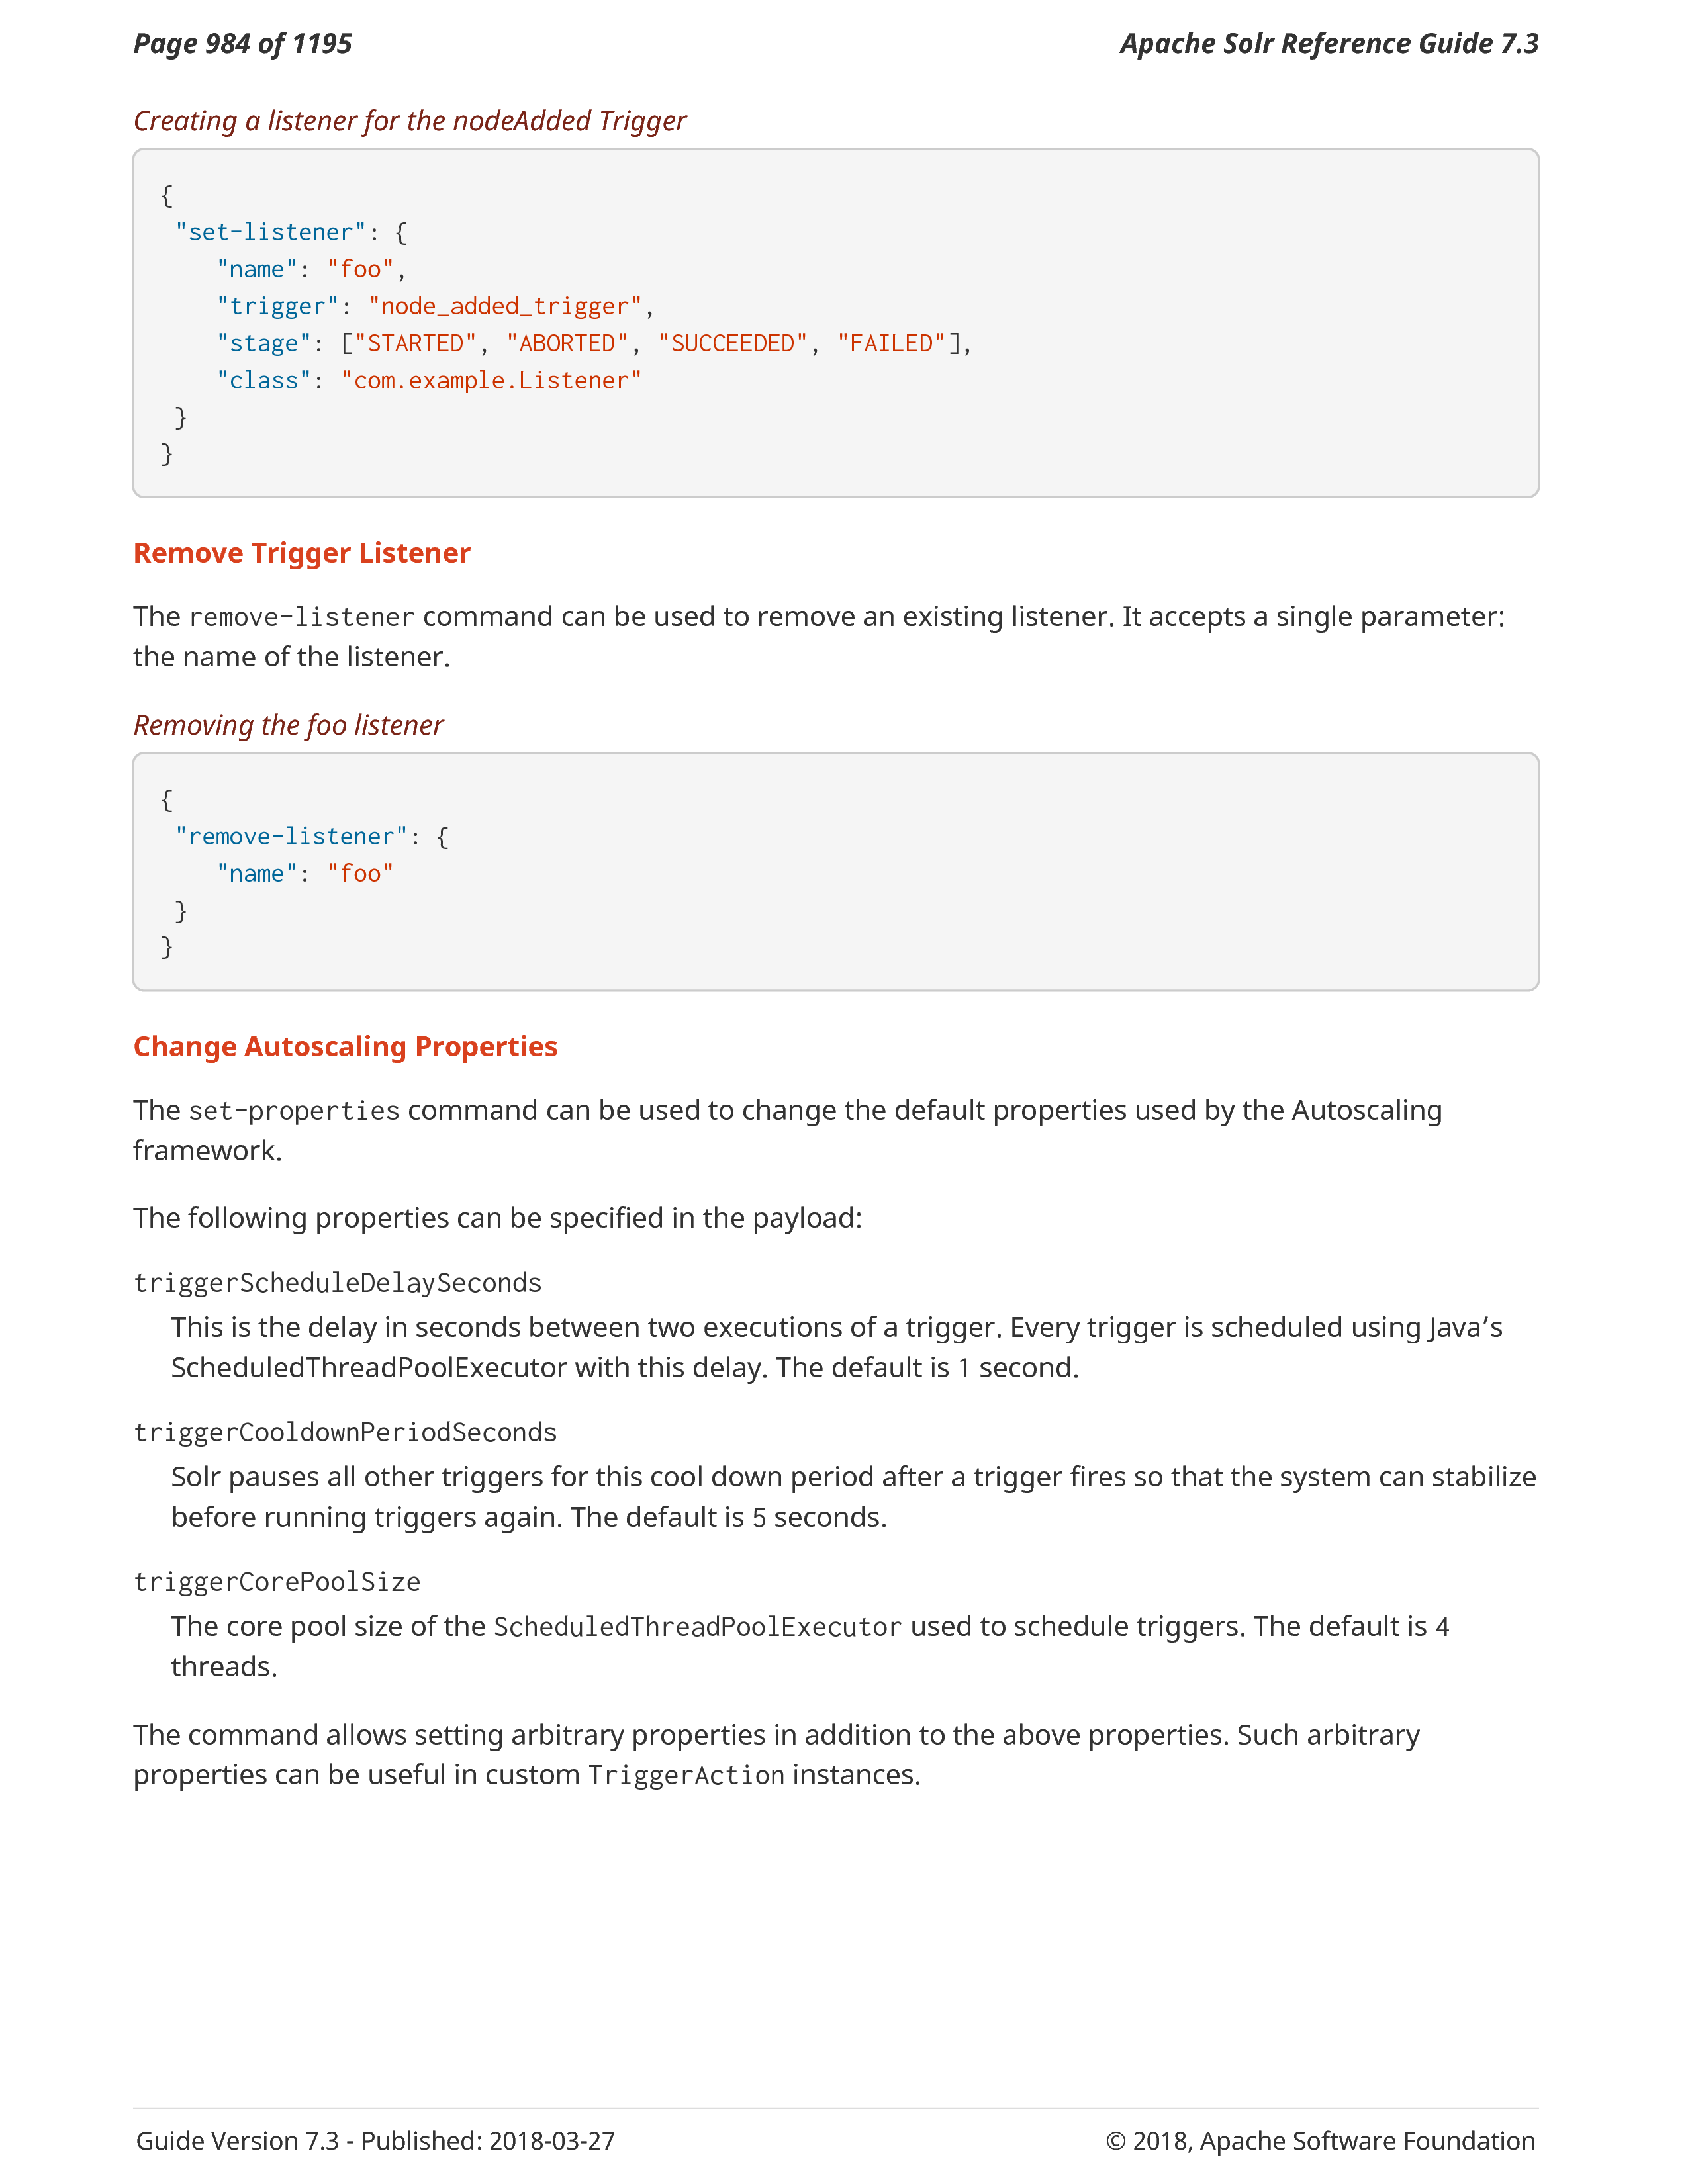 Page 984 of 1195
Apache Solr Reference Guide 7.3
Creating a listener for the nodeAdded Trigger
{
 "set-listener": {
    "name": "foo",
    "trigger": "node_added_trigger",
    "stage": ["STARTED", "ABORTED", "SUCCEEDED", "FAILED"],
    "class": "com.example.Listener"
 }
}
Remove Trigger Listener
The remove-listener command can be used to remove an existing listener. It accepts a single parameter:
the name of the listener.
Removing the foo listener
{
 "remove-listener": {
    "name": "foo"
 }
}
Change Autoscaling Properties
The set-properties command can be used to change the default properties used by the Autoscaling
framework.
The following properties can be specified in the payload:
triggerScheduleDelaySeconds
This is the delay in seconds between two executions of a trigger. Every trigger is scheduled using Java’s
ScheduledThreadPoolExecutor with this delay. The default is 1 second.
triggerCooldownPeriodSeconds
Solr pauses all other triggers for this cool down period after a trigger fires so that the system can stabilize
before running triggers again. The default is 5 seconds.
triggerCorePoolSize
The core pool size of the ScheduledThreadPoolExecutor used to schedule triggers. The default is 4
threads.
The command allows setting arbitrary properties in addition to the above properties. Such arbitrary
properties can be useful in custom TriggerAction instances.
Guide Version 7.3 - Published: 2018-03-27
© 2018, Apache Software Foundation